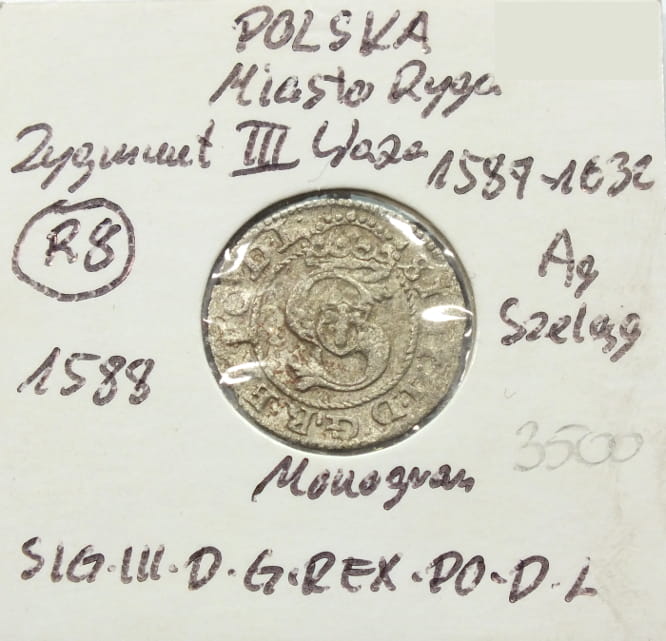 POLSKA
Miasto Ryga
Zygmunt III Waza 1587-1632
R8
Ag
Szeląg
1588
3500
Monogram
SIG.III.D.G.REX.PO.D.L